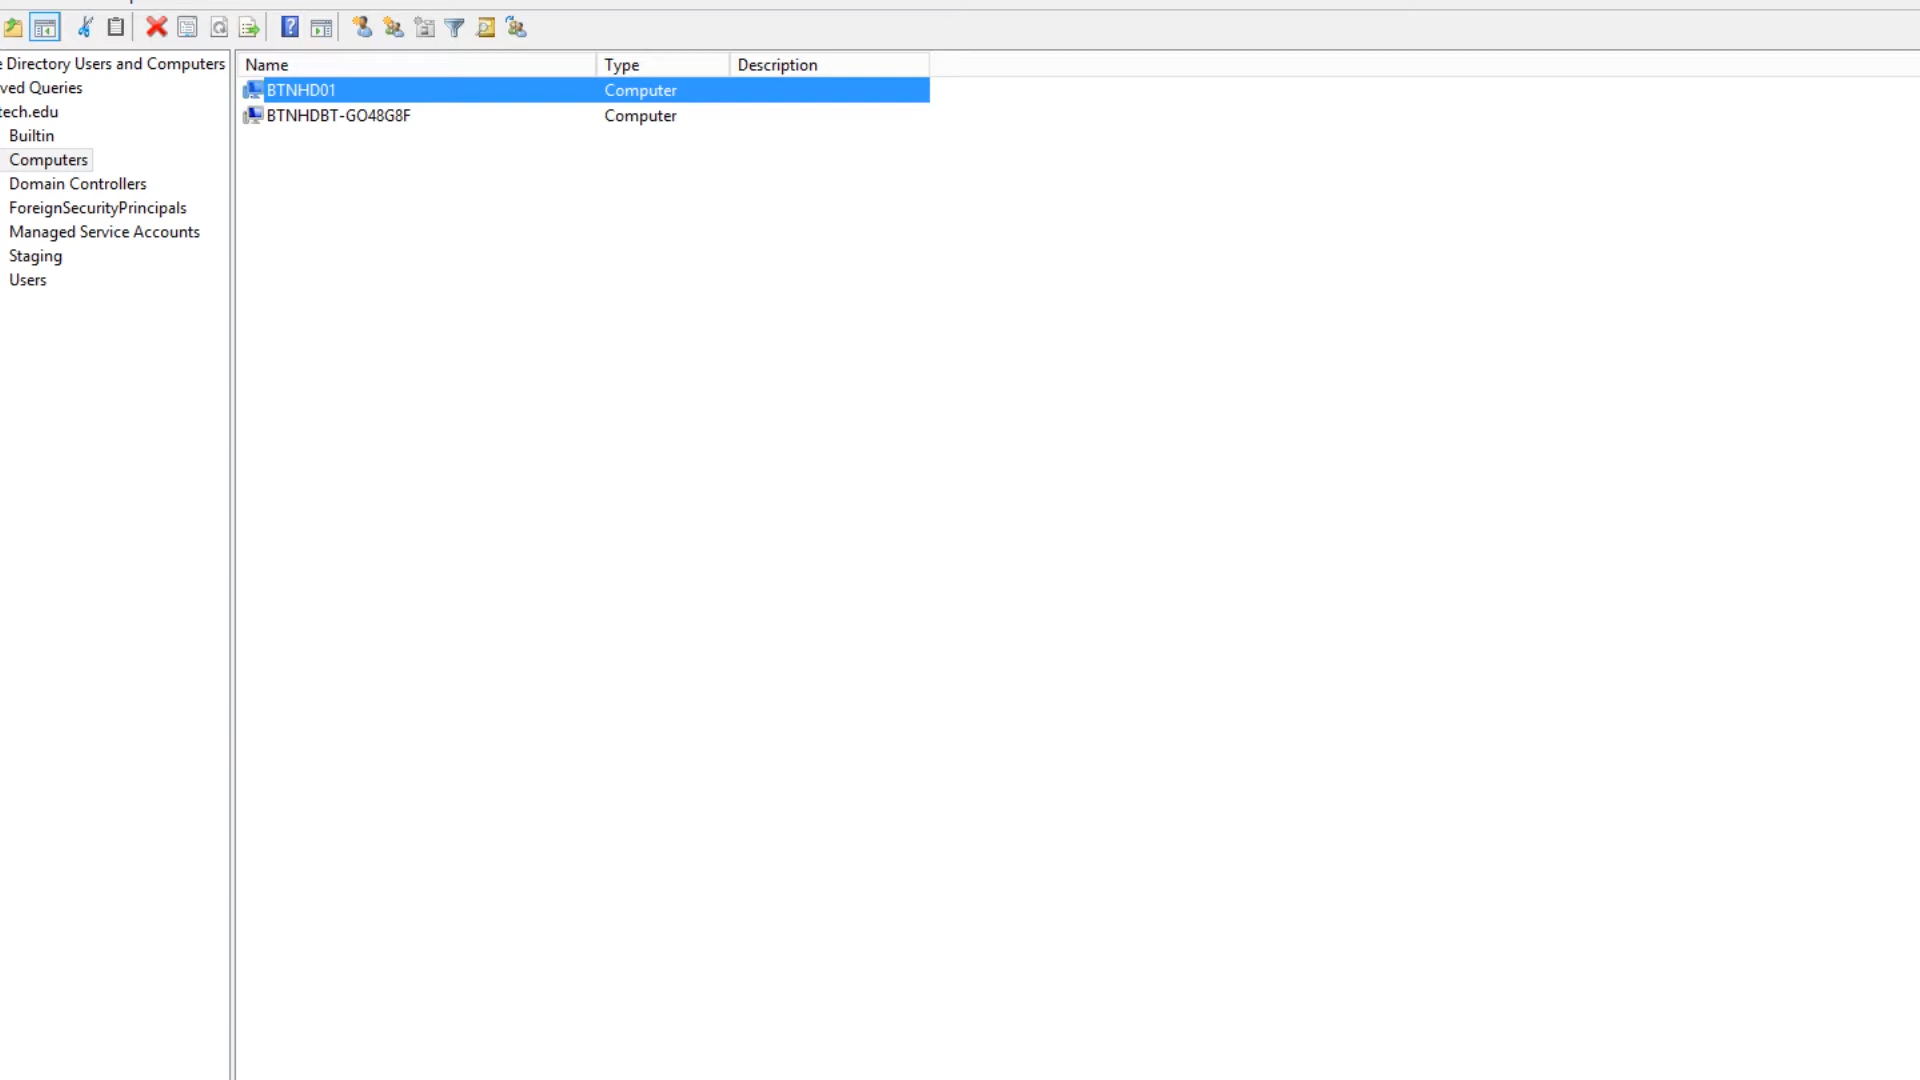 Directory Users and Computers
ved Queries
tech.edu
Builtin
Computers
Domain Controllers
ForeignSecurityPrincipals
Managed Service Accounts
Staging
Users
Name Type Description
BTNHD01 Computer
BTNHDBT-GO48G8F Computer